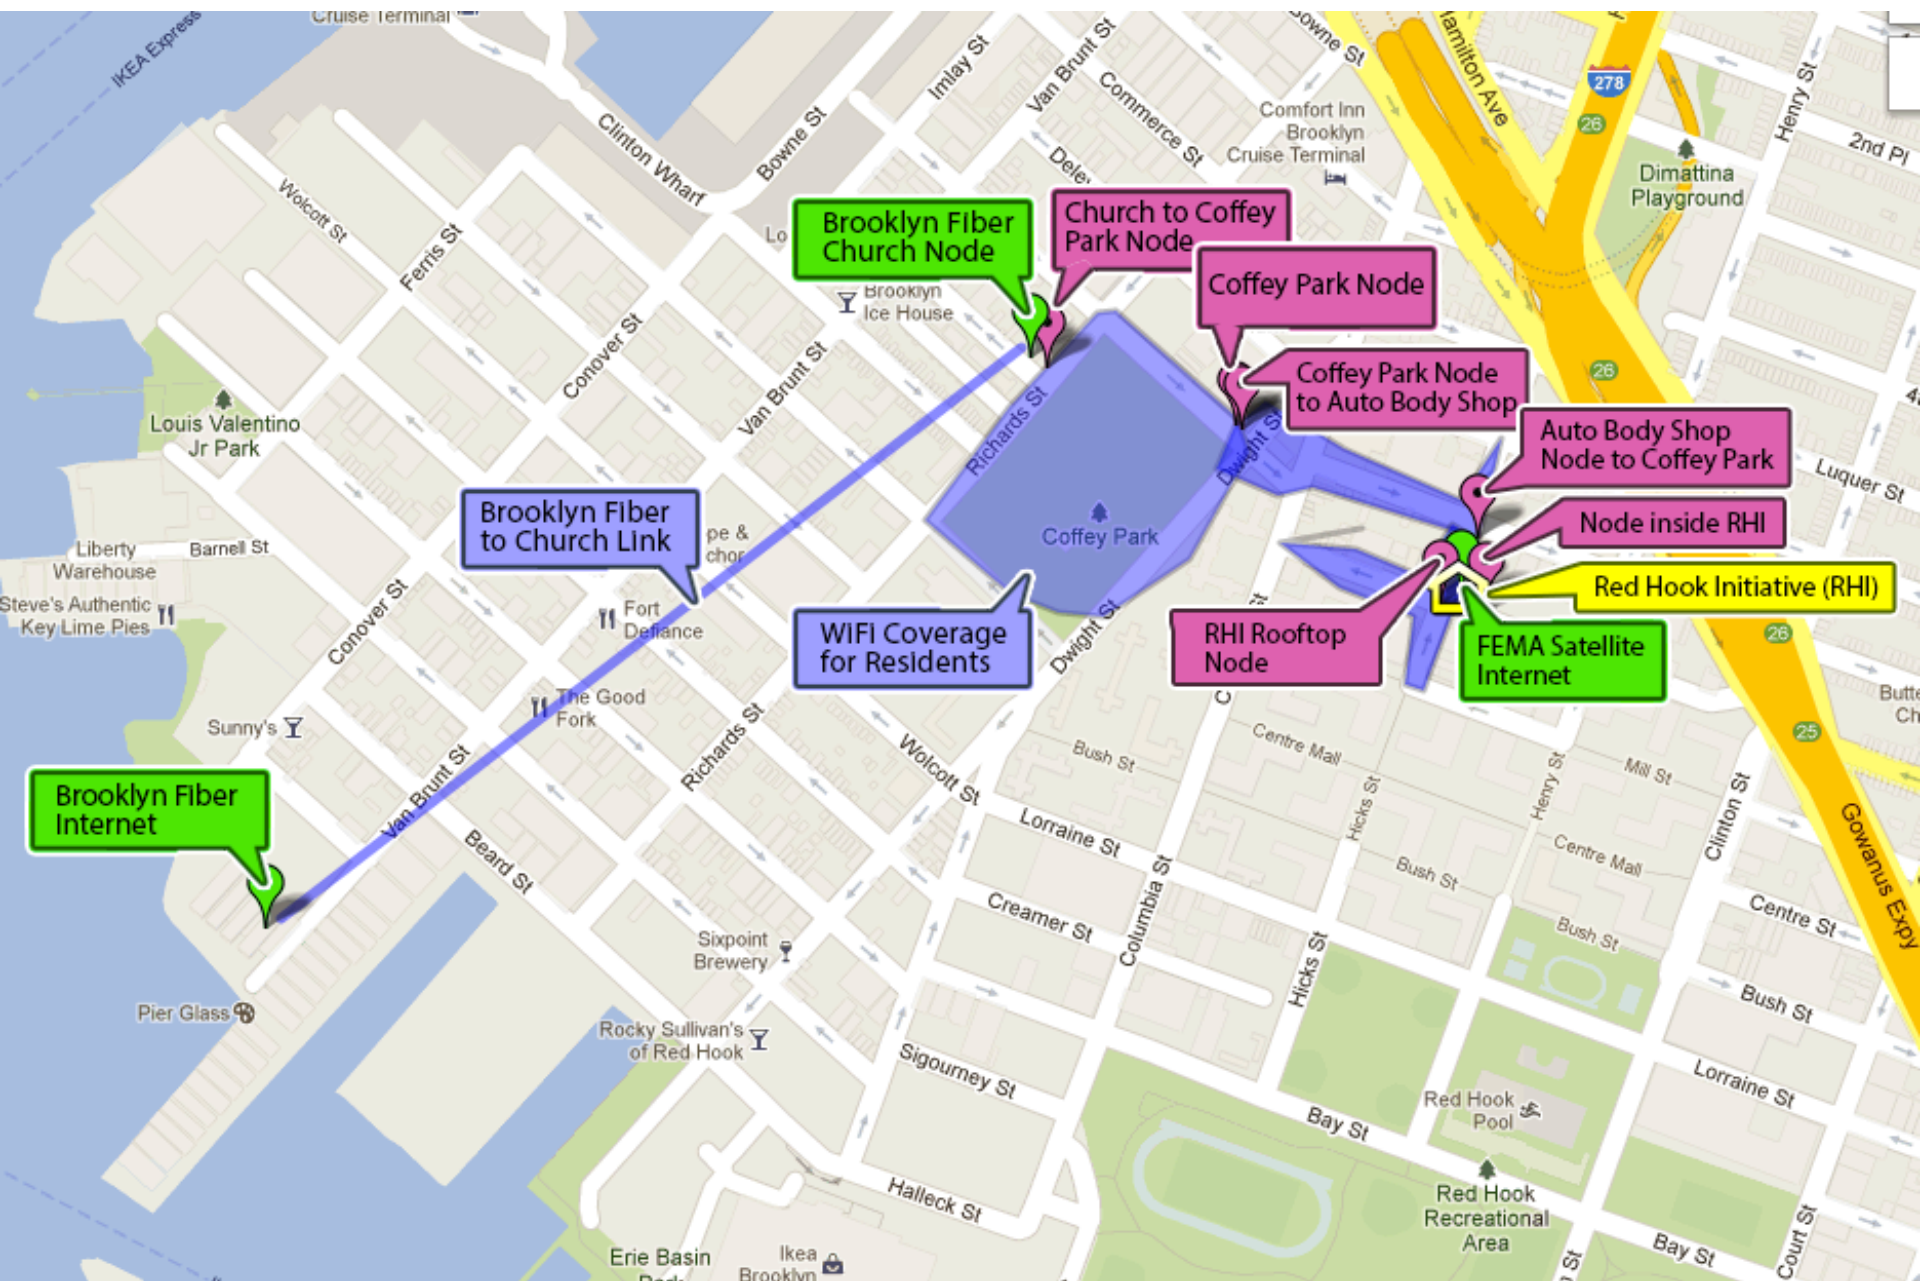 Cruise Terminal
IKEA Express
Bowne St
Hamilton Ave
278
26
Henry St
2nd Pl
Imlay St
Van Brunt St
Commerce St
Comfort Inn
Brooklyn
Cruise Terminal
Clinton Wharf
Bowne St
Dimattina
Playground
Wolcott St
Ferris St
Brooklyn Fiber
Church Node
Church to Coffey
Park Node
Coffey Park Node
Brooklyn
Ice House
Conover St
Van Brunt St
26
Coffey Park Node
to Auto Body Shop
Louis Valentino
Jr Park
Richards St
Dwight St
Auto Body Shop
Node to Coffey Park
Luquer St
Brooklyn Fiber
to Church Link
pe &
chor
Coffey Park
Node inside RHI
Liberty
Warehouse
Barnell St
Red Hook Initiative (RHI)
Steve's Authentic
Key Lime Pies
Conover St
Fort
Defiance
WIFI Coverage
for Residents
Dwight St
RHI Rooftop
Node
FEMA Satellite
Internet
26
The Good
Fork
Sunny's
Richards St
Wolcott St
Bush St
Centre Mall
Mill St
25
Brooklyn Fiber
Internet
Van Brunt St
Beard St
Lorraine St
Hicks St
Henry St
Clinton St
Centre Mall
Bush St
Gowanus Expy
Creamer St
Columbia St
Centre St
Bush St
Sixpoint
Brewery
Hicks St
Bush St
Pier Glass
Rocky Sullivan's
of Red Hook
Sigourney St
Lorraine St
Red Hook
Pool
Bay St
Halleck St
Red Hook
Recreational
Area
Court St
Bay St
Erie Basin
Ikea
Brooklyn